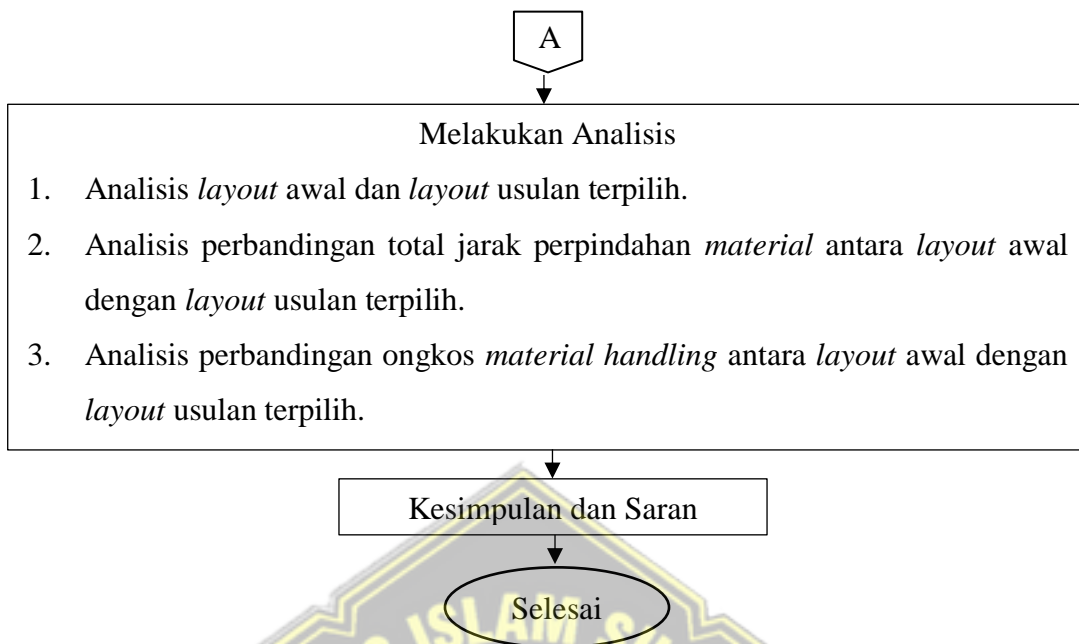 A
Melakukan Analisis
1. Analisis layout awal dan layout usulan terpilih.
2. Analisis perbandingan total jarak perpindahan material antara layout awal
dengan layout usulan terpilih.
3. Analisis perbandingan ongkos material handling antara layout awal dengan
layout usulan terpilih.
Kesimpulan dan Saran
Selesai
ISLAM